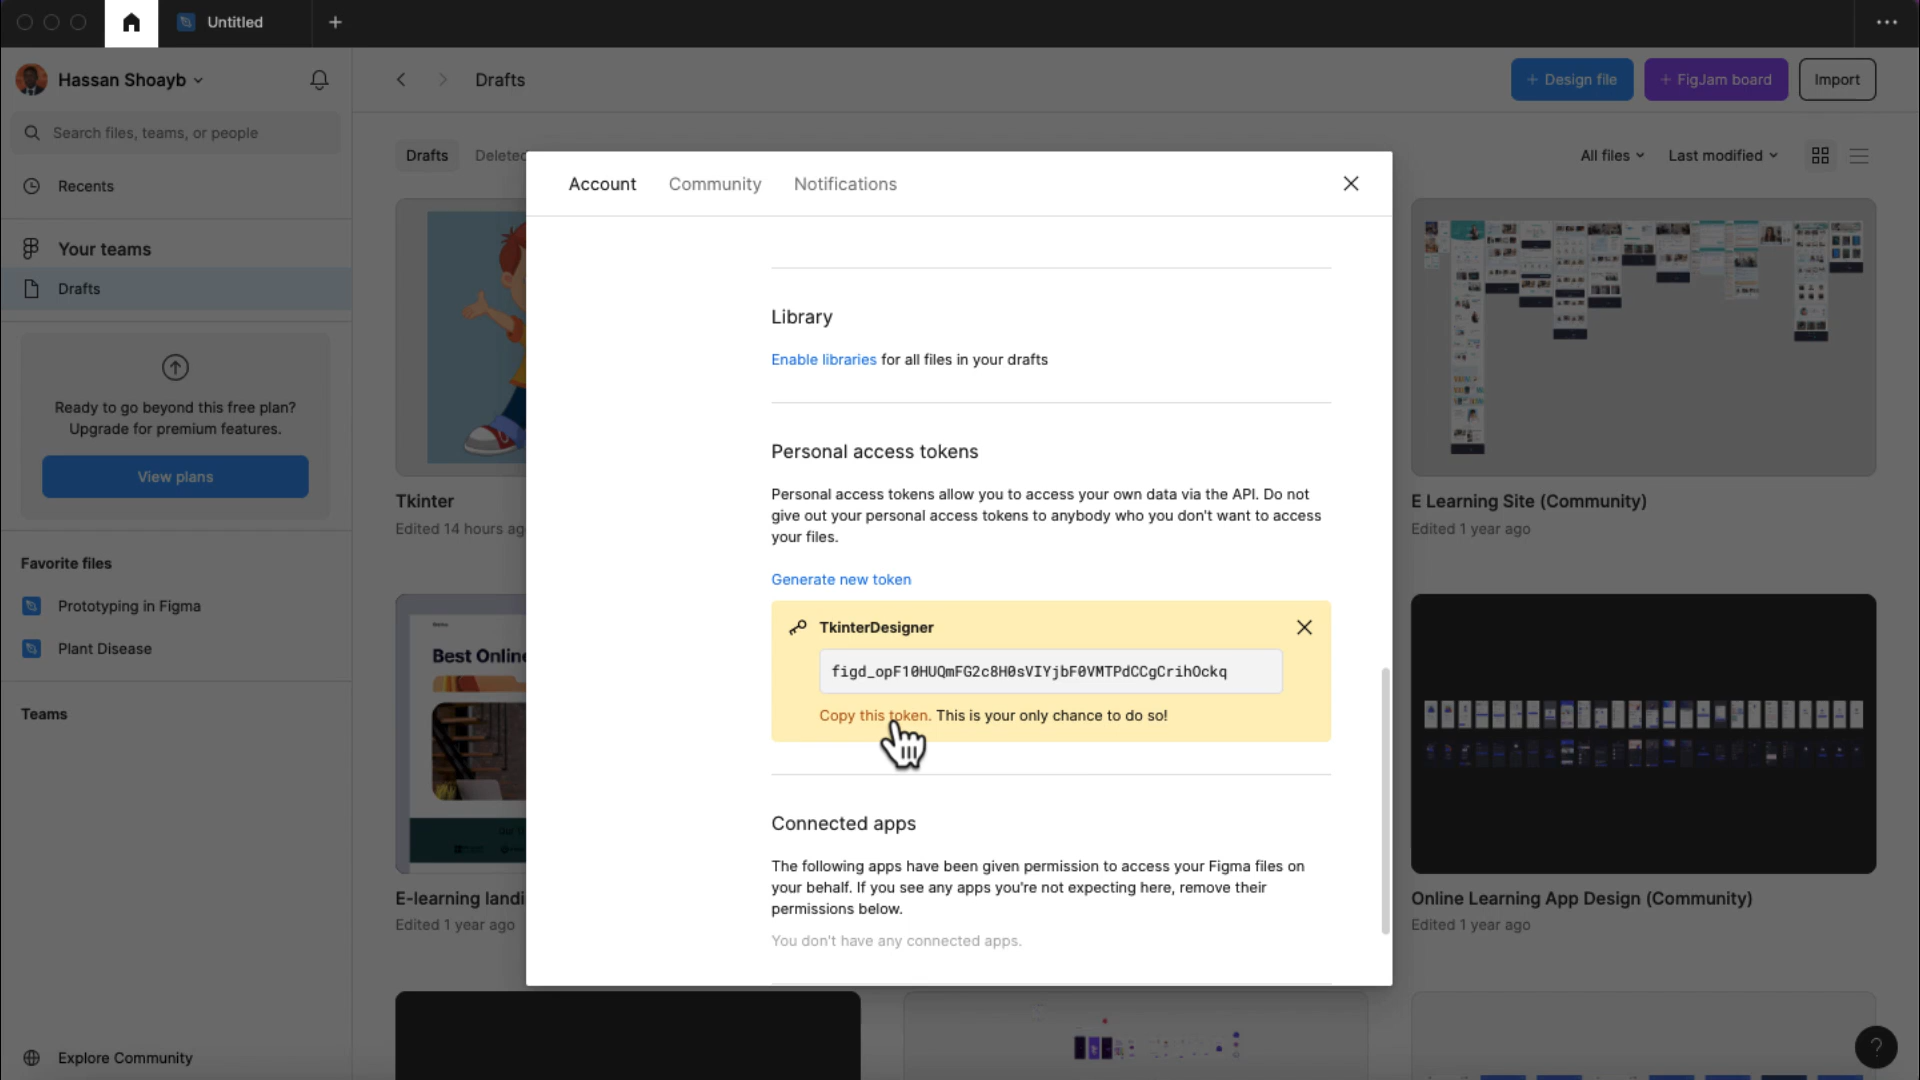 Untitled
Hassan Shoayb
Search files, teams, or people
Recents
Your teams
Drafts
Ready to go beyond this free plan?
Upgrade for premium features.
View plans
Favorite files
Prototyping in Figma
Plant Disease
Teams
Explore Community
Drafts
+ Design file
+ FigJam board
Import
Drafts
Deleted
All files
Last modified
Tkinter
Edited 14 hours ag
E Learning Site (Community)
Edited 1 year ago
Best Online
E-learning landi
Edited 1 year ago
Online Learning App Design (Community)
Edited 1 year ago
Account
Community
Notifications
Library
Enable libraries for all files in your drafts
Personal access tokens
Personal access tokens allow you to access your own data via the API. Do not
give out your personal access tokens to anybody who you don't want to access
your files.
Generate new token
TkinterDesigner
figd_opF10HUQmFG2c8H0sVIYjbF0VMTPdCCgCrihOckq
Copy this token. This is your only chance to do so!
Connected apps
The following apps have been given permission to access your Figma files on
your behalf. If you see any apps you're not expecting here, remove their
permissions below.
You don't have any connected apps.
?